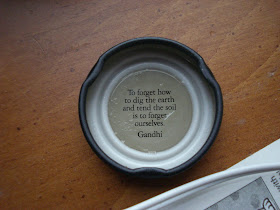 To forget how
to dig the earth
and tend the soil
is to forget
ourselves.
Gandhi